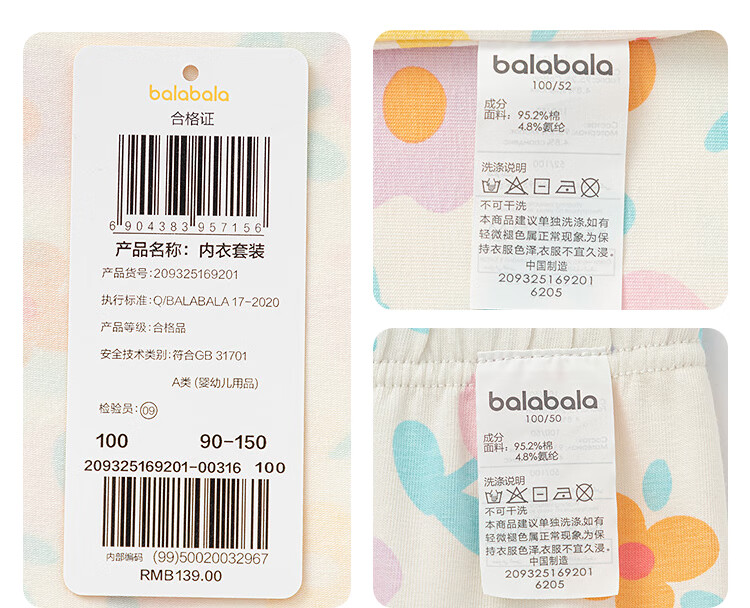 balabala
合格证
6 904383 957156
产品名称：内衣套装
产品货号：209325169201
执行标准：Q/BALABALA 17-2020
产品等级：合格品
安全技术类别：符合GB 31701
A类（婴幼儿用品）
检验员：09
100 90-150
209325169201-00316 100
内部编码 (99)50020032967
RMB139.00
balabala
100/52
成分
面料：95.2%棉
4.8%氨纶
洗涤说明
不可干洗
本商品建议单独洗涤,如有
轻微褪色属正常现象,为保
持衣服色泽,衣服不宜久浸。
中国制造
209325169201
6205
balabala
100/50
成分
面料：95.2%棉
4.8%氨纶
洗涤说明
不可干洗
本商品建议单独洗涤,如有
轻微褪色属正常现象,为保
持衣服色泽,衣服不宜久浸。
中国制造
209325169201
6205